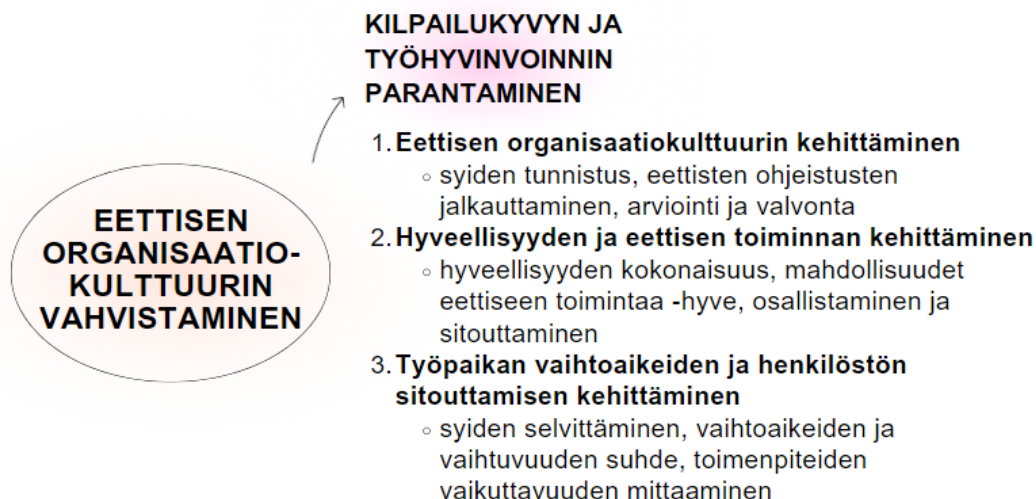 KILPAILUKYVYN JA
TYÖHYVINVOINNIN
PARANTAMINEN
EETTISEN
ORGANISAATIO-
KULTTUURIN
VAHVISTAMINEN
1. Eettisen organisaatiokulttuurin kehittäminen
○ syiden tunnistus, eettisten ohjeistusten
jalkauttaminen, arviointi ja valvonta
2. Hyveellisyyden ja eettisen toiminnan kehittäminen
○ hyveellisyyden kokonaisuus, mahdollisuudet
eettiseen toimintaa -hyve, osallistaminen ja
sitouttaminen
3. Työpaikan vaihtoaikeiden ja henkilöstön
sitouttamisen kehittäminen
○ syiden selvittäminen, vaihtoaikeiden ja
vaihtuvuuden suhde, toimenpiteiden
vaikuttavuuden mittaaminen